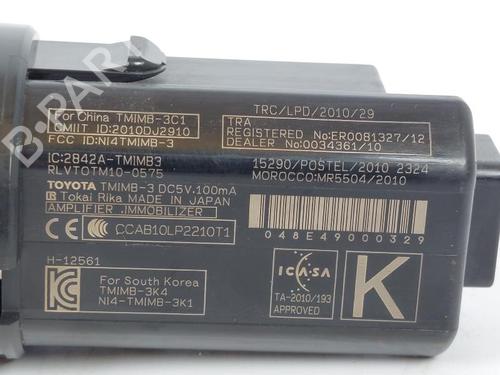 B-PARTS
For China TMIMB-3C1
CMIIT ID:2010DJ2910
FCC ID:NI4TMIMB-3
IC:2842A-TMIMB3
RLVTOTM10-0575
TOYOTA TMIMB-3 DC5V.100mA
Tokai Rika MADE IN JAPAN
AMPLIFIER ,IMMOBILIZER
CCC CCAB10LP2210T1
H-12561
For South Korea
TMIMB-3K4
NI4-TMIMB-3K1
TRC/LPD/2010/29
TRA
REGISTERED No:ER0081327/12
DEALER No:0034361/10
15290/POSTEL/2010 2324
MOROCCO:MR5504/2010
048E49000329
ICASA
TA-2010/193
APPROVED
K